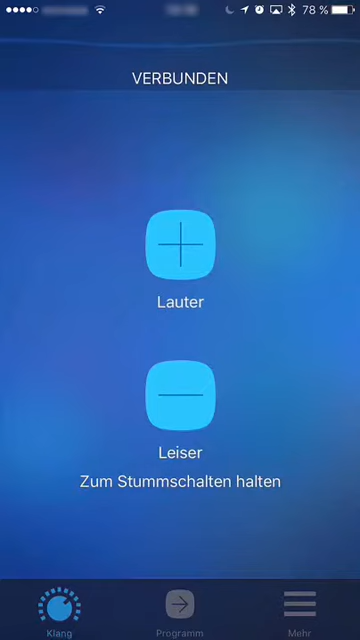 78 %
VERBUNDEN
Lauter
Leiser
Zum Stummschalten halten
Klang
Programm
Mehr